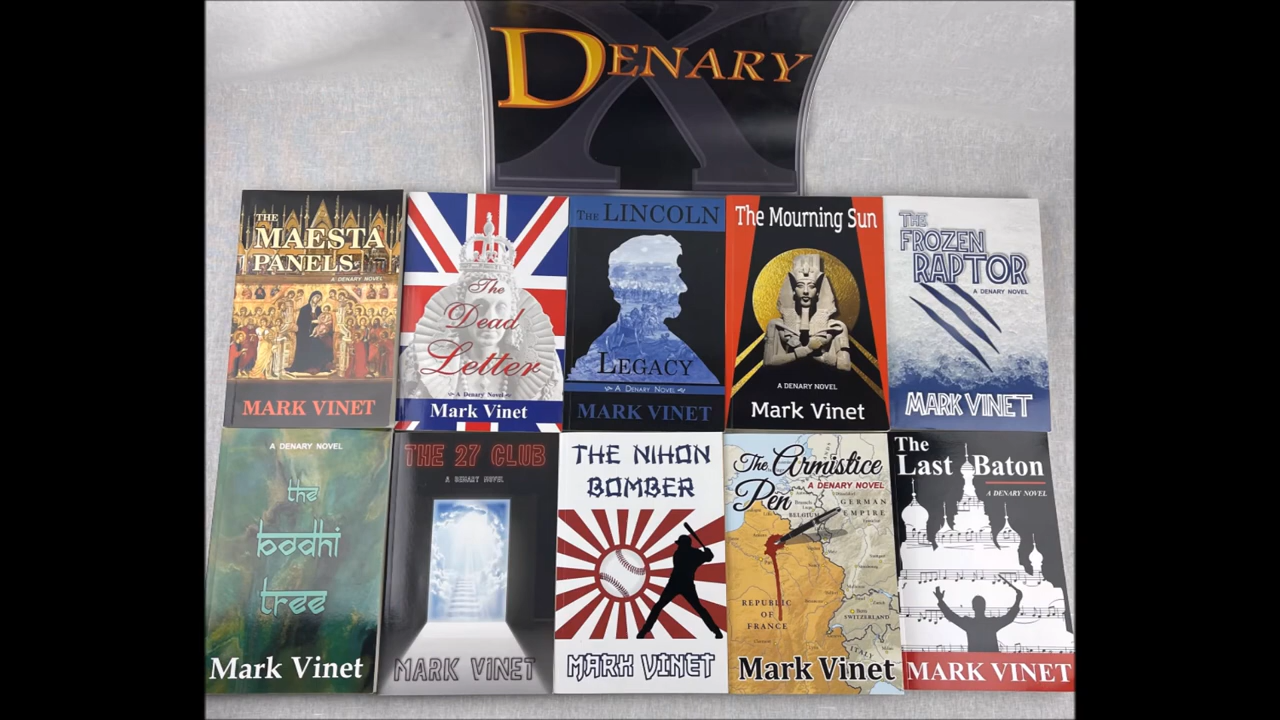 DENARY
X
THE
MAESTA
PANELS
A DENARY NOVEL
MARK VINET
The
Dead
Letter
A Denary Novel
Mark Vinet
THE LINCOLN
LEGACY
A DENARY NOVEL
MARK VINET
The Mourning Sun
A DENARY NOVEL
Mark Vinet
THE
FROZEN
RAPTOR
A DENARY NOVEL
MARK VINET
A DENARY NOVEL
the
bodhi
tree
Mark Vinet
THE 27 CLUB
A DENARY NOVEL
MARK VINET
THE NIHON
BOMBER
MARK VINET
The Armistice
Pen
A DENARY NOVEL
BELGIUM
GERMAN
EMPIRE
REPUBLIC
OF
FRANCE
SWITZERLAND
ITALY
Mark Vinet
The
Last Baton
A DENARY NOVEL
MARK VINET